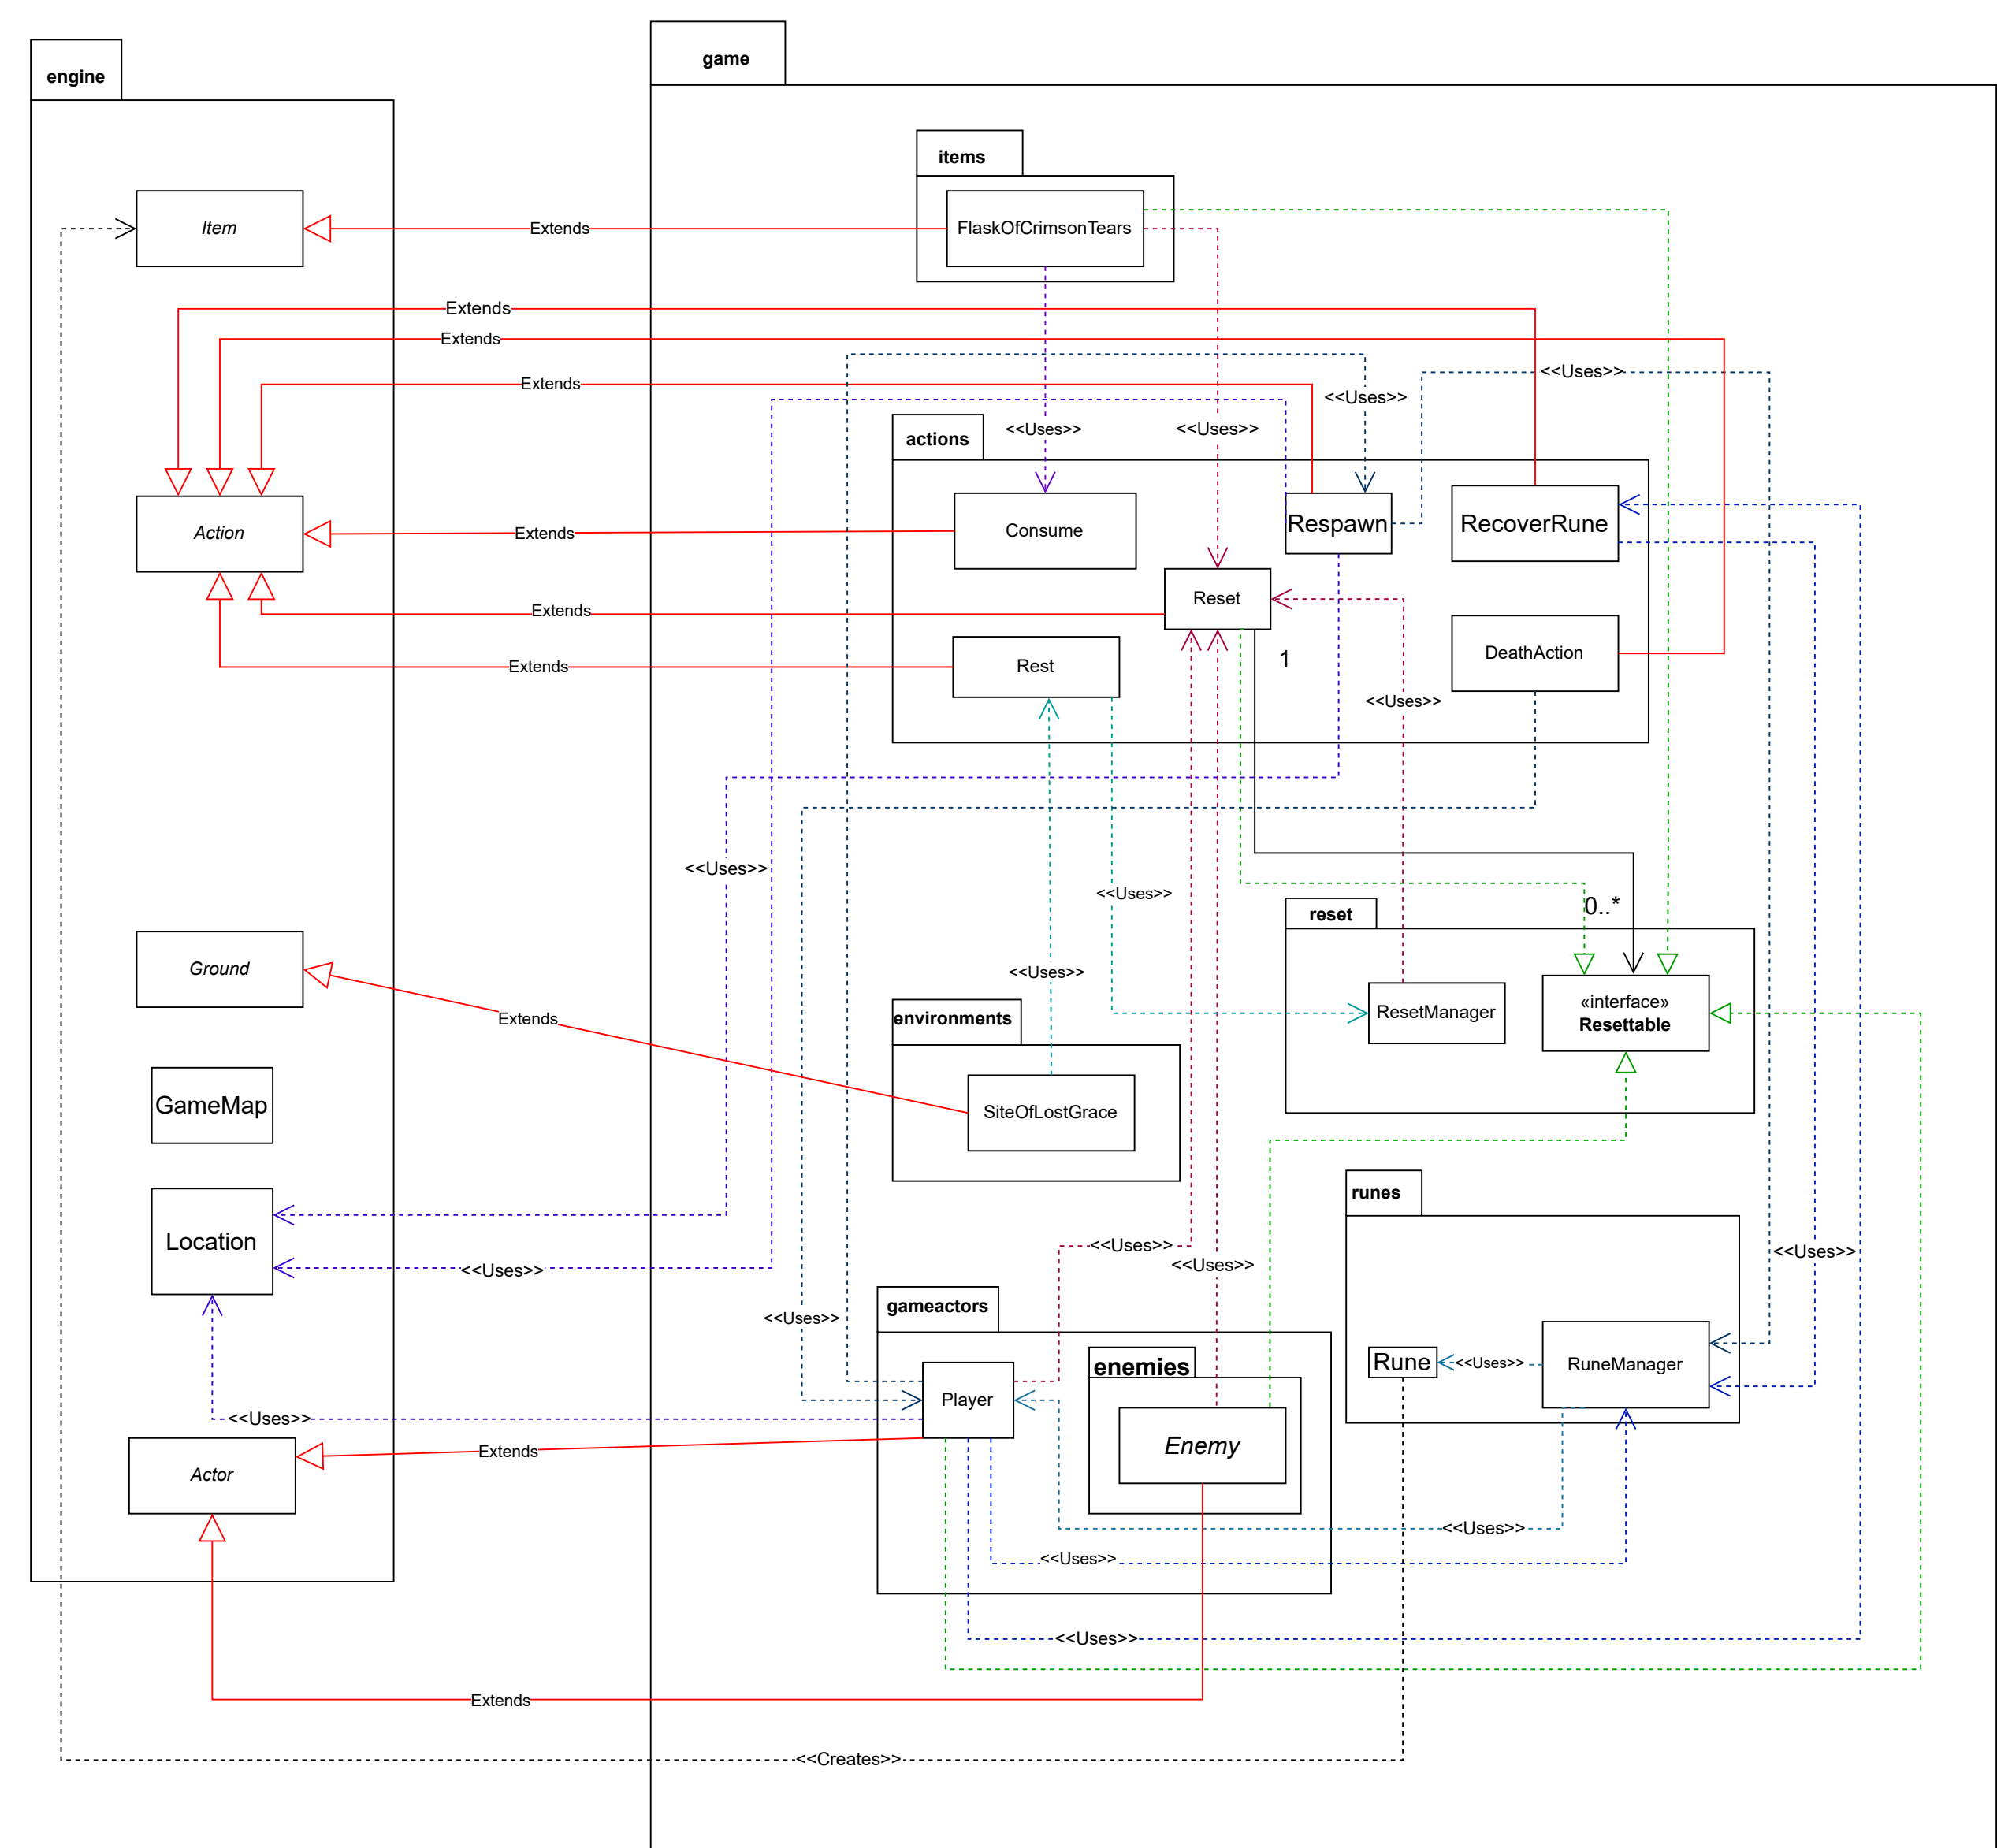 game
engine
items
Item
Extends
FlaskOfCrimsonTears
Extends
Extends
<<Uses>>
Extends
<<Uses>>
<<Uses>>
<<Uses>>
actions
Respawn
RecoverRune
Action
Extends
Consume
Reset
Extends
DeathAction
1
Rest
Extends
<<Uses>>
<<Uses>>
<<Uses>>
0..*
reset
Ground
<<Uses>>
«interface»
ResetManager
Resettable
Extends
environments
GameMap
SiteOfLostGrace
runes
Location
<<Uses>>
<<Uses>>
<<Uses>>
<<Uses>>
gameactors
<<Uses>>
enemies
Rune
<<Uses>>
RuneManager
Player
<<Uses>>
Enemy
Extends
Actor
<<Uses>>
<<Uses>>
<<Uses>>
Extends
<<Creates>>